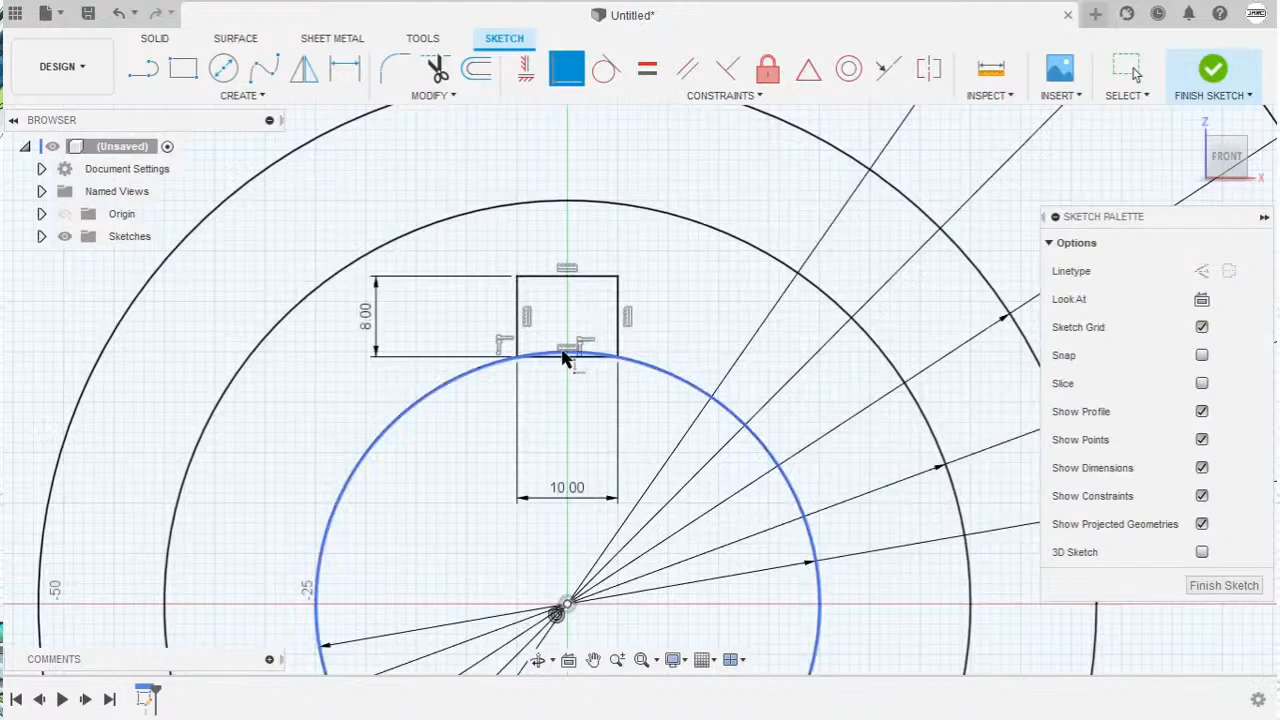 Untitled*
SOLID
SURFACE
SHEET METAL
TOOLS
SKETCH
DESIGN
CREATE
MODIFY
CONSTRAINTS
INSPECT
INSERT
SELECT
FINISH SKETCH
BROWSER
(Unsaved)
Document Settings
Named Views
Origin
Sketches
Z
FRONT
X
SKETCH PALETTE
Options
Linetype
Look At
Sketch Grid
Snap
Slice
Show Profile
Show Points
Show Dimensions
Show Constraints
Show Projected Geometries
3D Sketch
Finish Sketch
8.00
10.00
-50
-25
COMMENTS